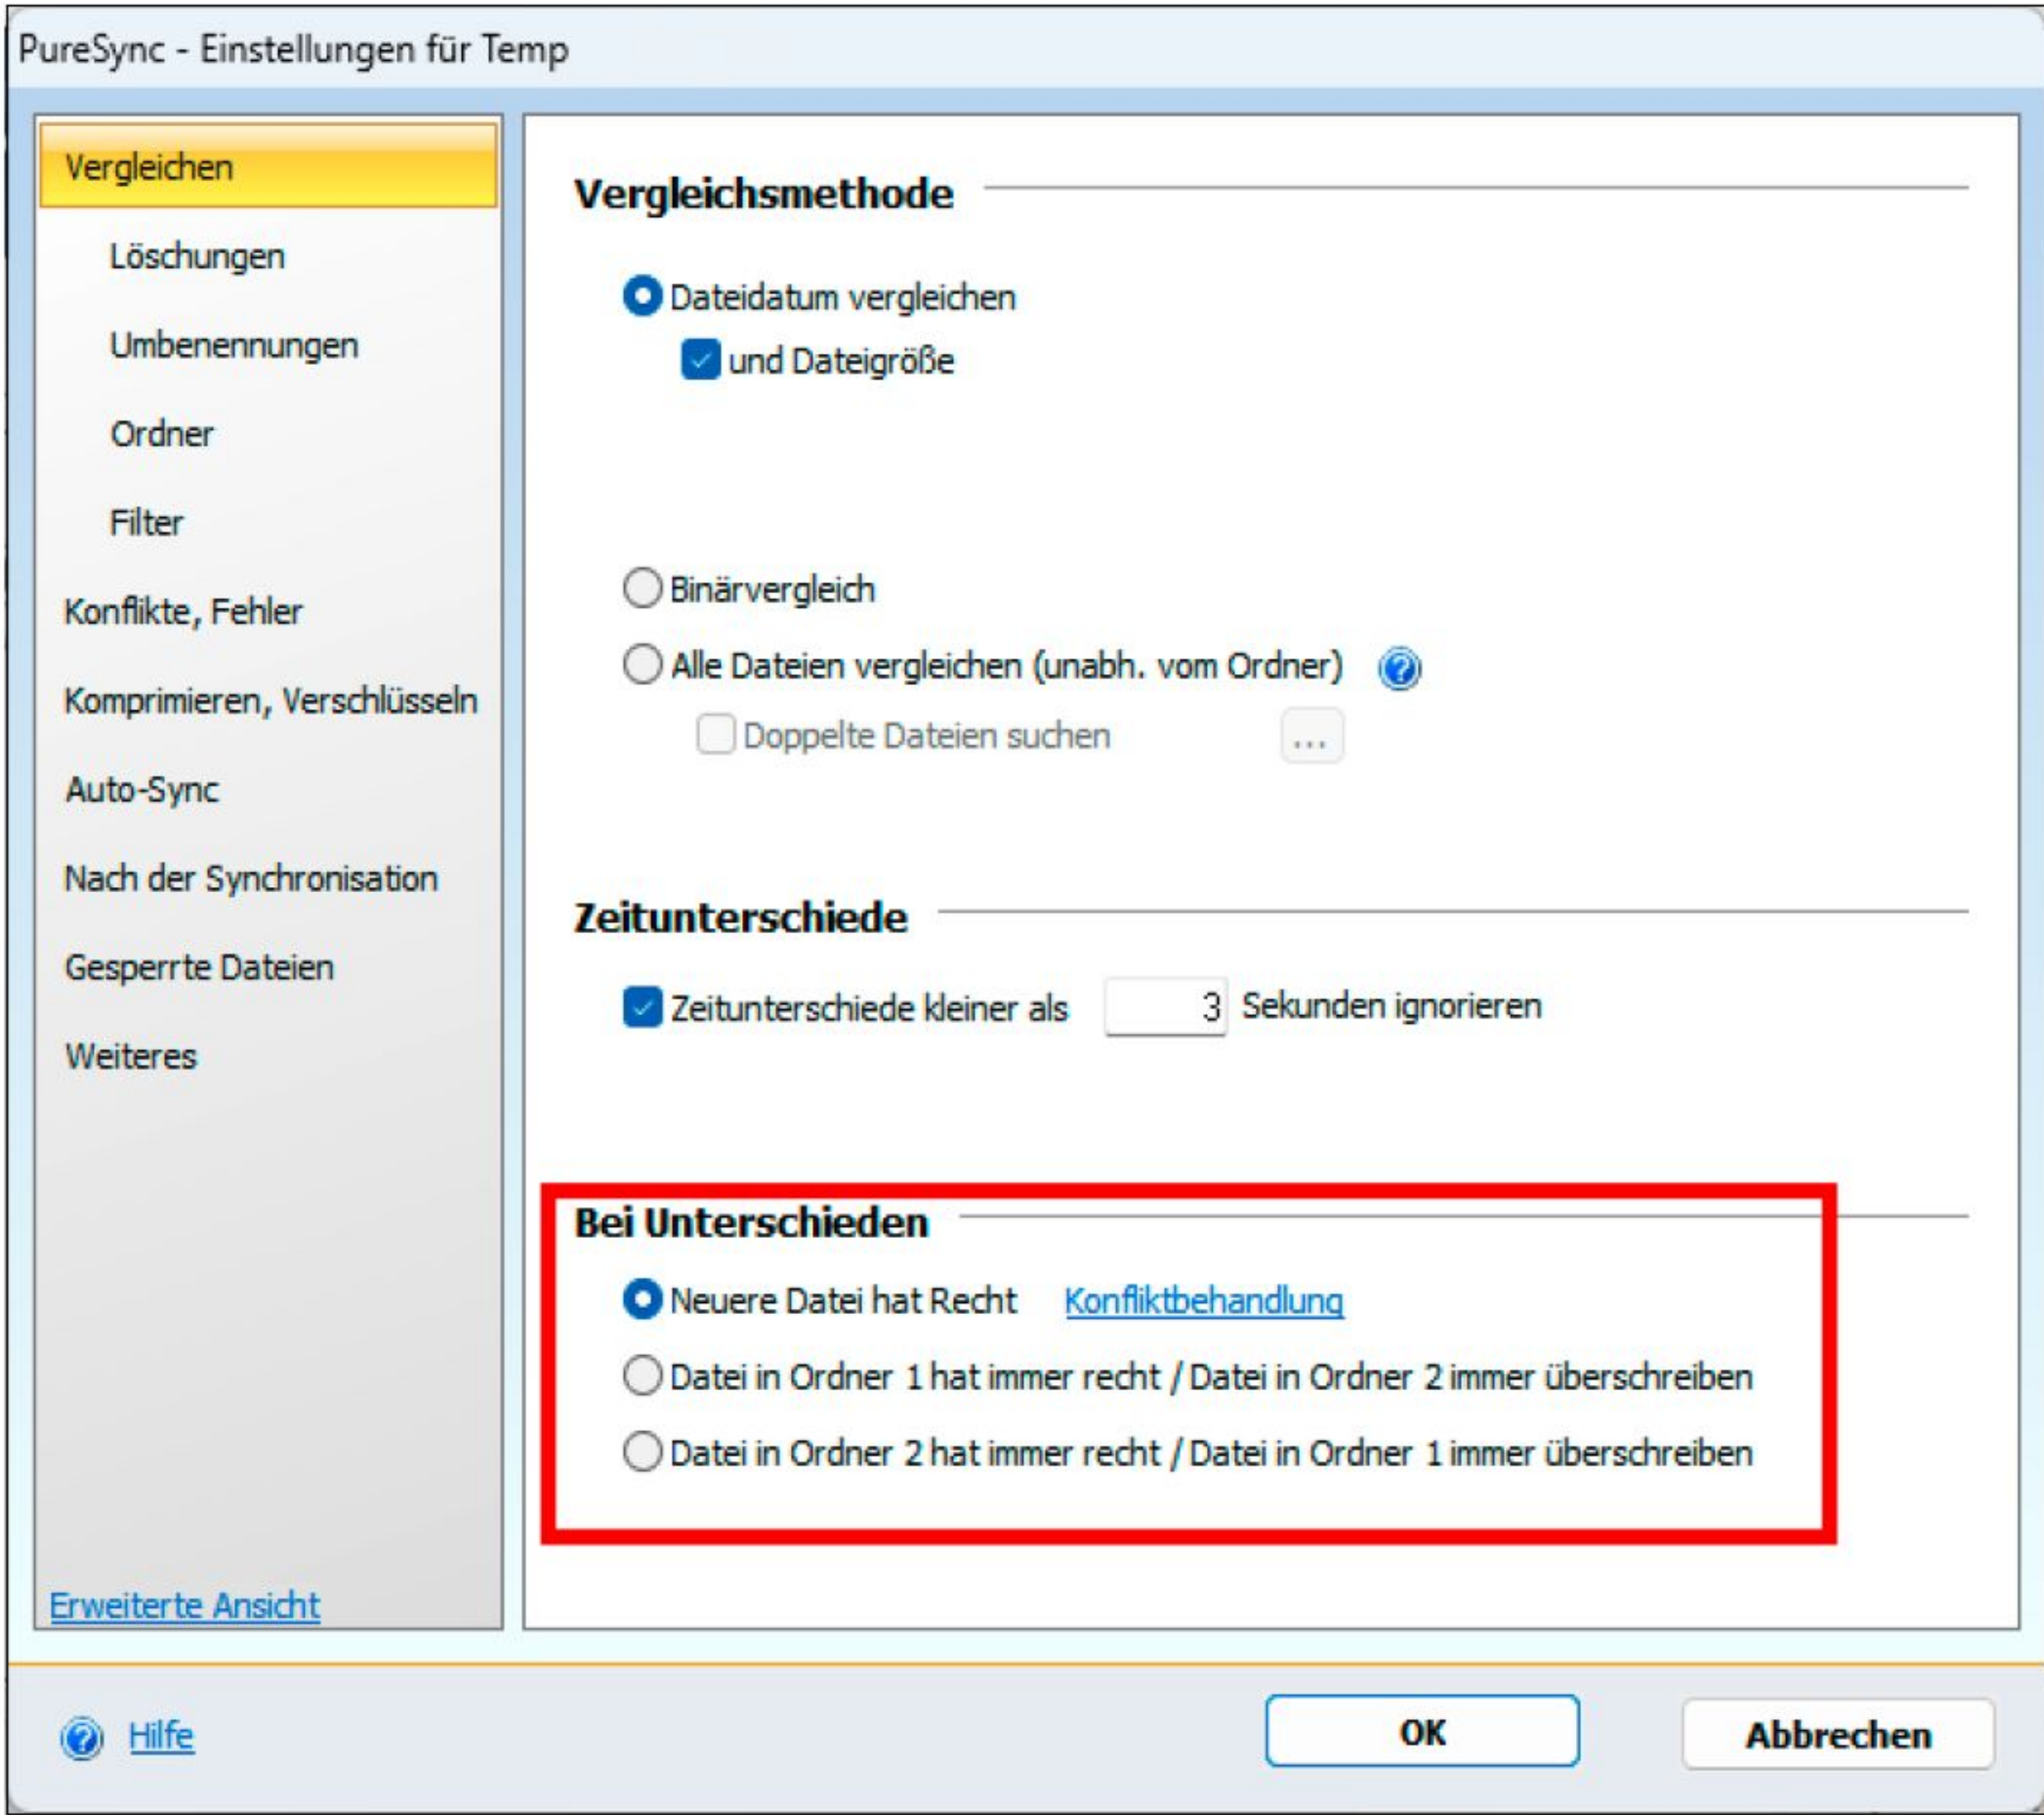 PureSync - Einstellungen für Temp
Vergleichen
Löschungen
Umbenennungen
Ordner
Filter
Konflikte, Fehler
Komprimieren, Verschlüsseln
Auto-Sync
Nach der Synchronisation
Gesperrte Dateien
Weiteres
Erweiterte Ansicht
Vergleichsmethode
Dateidatum vergleichen
und Dateigröße
Binärvergleich
Alle Dateien vergleichen (unabh. vom Ordner)
Doppelte Dateien suchen ...
Zeitunterschiede
Zeitunterschiede kleiner als 3 Sekunden ignorieren
Bei Unterschieden
Neuere Datei hat Recht Konfliktbehandlung
Datei in Ordner 1 hat immer recht / Datei in Ordner 2 immer überschreiben
Datei in Ordner 2 hat immer recht / Datei in Ordner 1 immer überschreiben
Hilfe
OK
Abbrechen